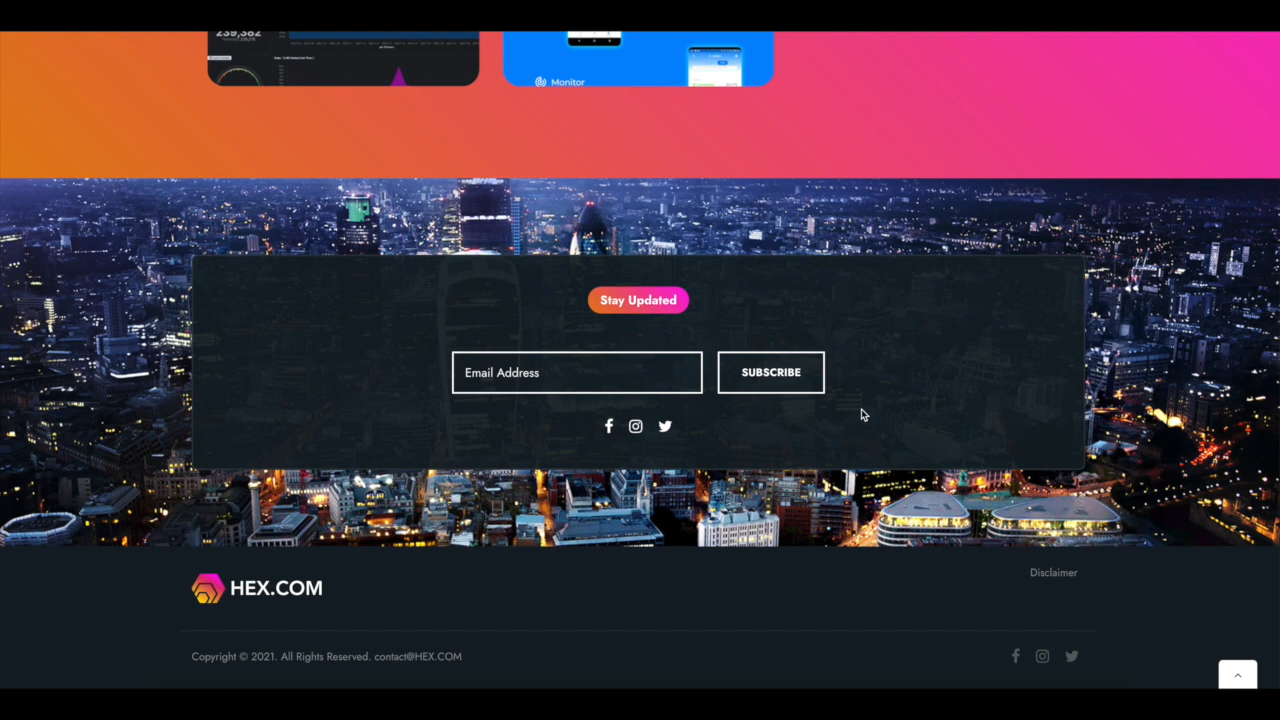 239,382
Monitor
Stay Updated
Email Address
SUBSCRIBE
HEX.COM
Disclaimer
Copyright © 2021. All Rights Reserved. contact@HEX.COM